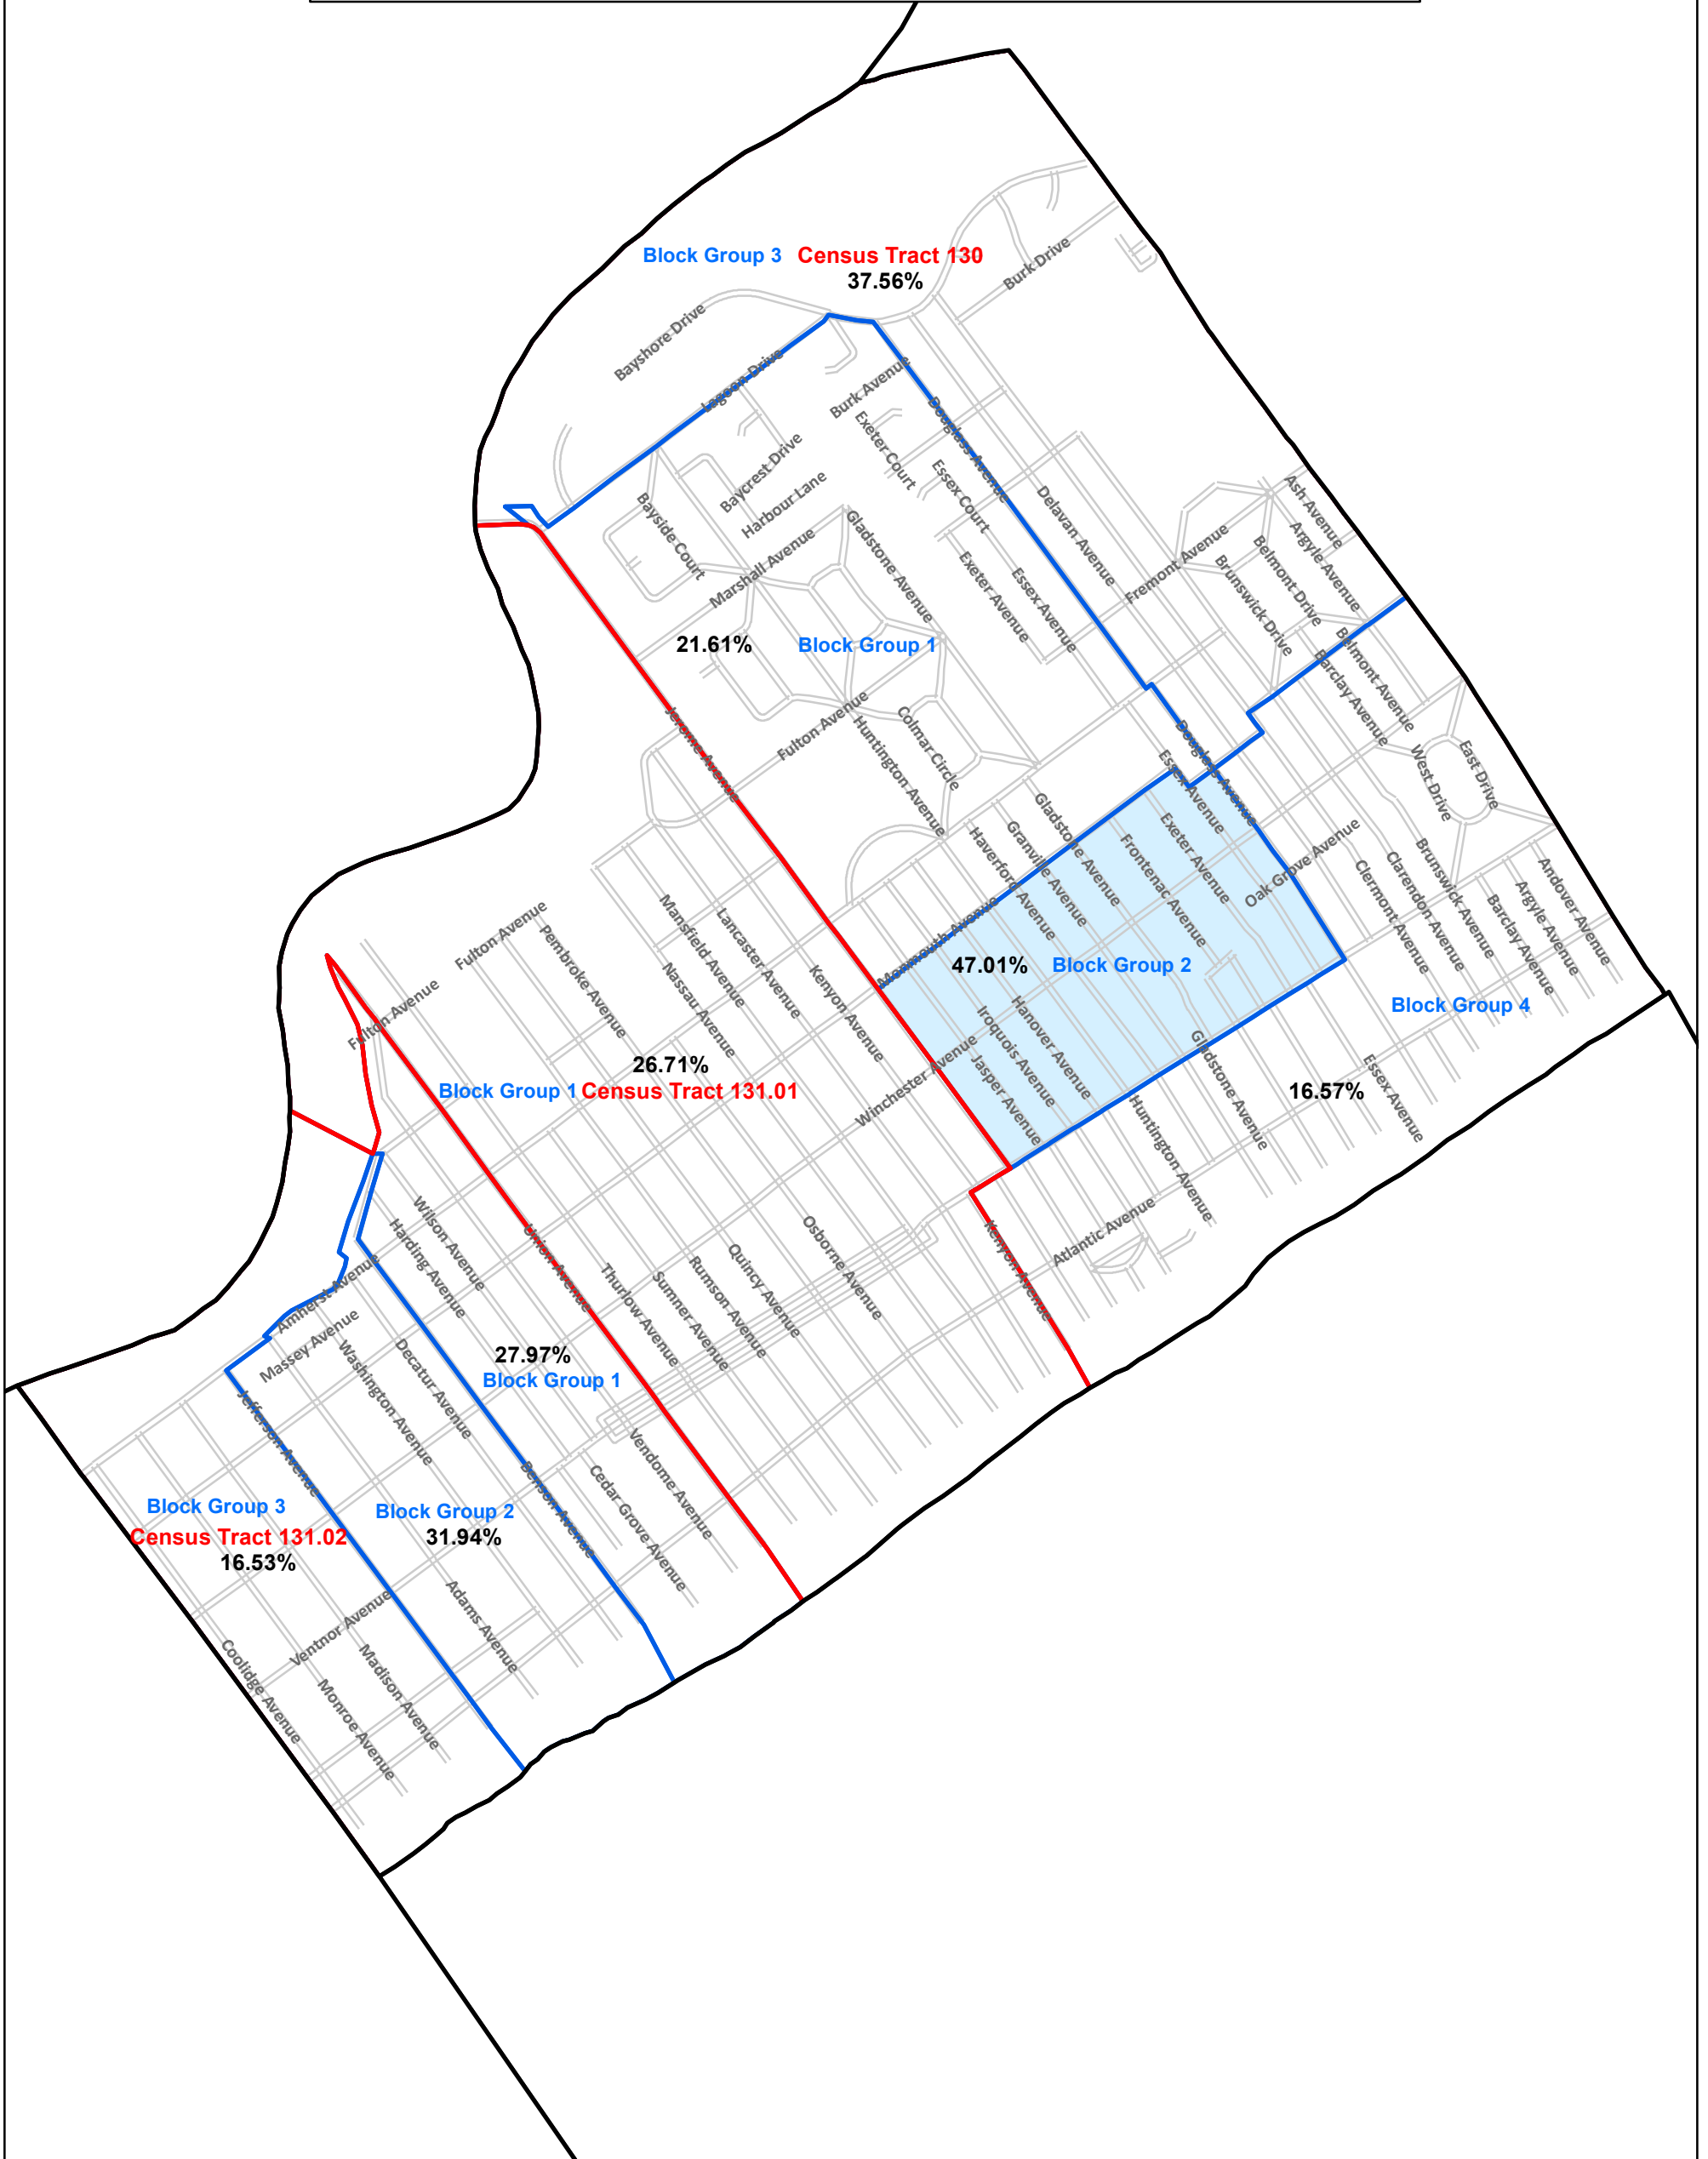 Block Group 3 Census Tract 130
37.56%
Burk Drive
Bayshore Drive
Lagoon Drive
Burk Avenue
Exeter Court
Douglass Avenue
Baycrest Drive
Essex Court
Harbour Lane
Bayside Court
Delavan Avenue
Ash Avenue
Gladstone Avenue
Argyle Avenue
Marshall Avenue
Fremont Avenue
Belmont Drive
Brunswick Drive
Exeter Avenue
Essex Avenue
21.61%
Block Group 1
Belmont Avenue
Barclay Avenue
Jerome Avenue
Fulton Avenue
Colmar Circle
Huntington Avenue
Douglass Avenue
Essex Avenue
West Drive
East Drive
Gladstone Avenue
Granville Avenue
Haverford Avenue
Frontenac Avenue
Exeter Avenue
Oak Grove Avenue
Brunswick Avenue
Clarendon Avenue
Clermont Avenue
Andover Avenue
Argyle Avenue
Barclay Avenue
Monmouth Avenue
47.01%
Block Group 2
Block Group 4
Fulton Avenue
Fulton Avenue
Pembroke Avenue
Mansfield Avenue
Lancaster Avenue
Nassau Avenue
Kenyon Avenue
Hanover Avenue
Iroquois Avenue
Jasper Avenue
Winchester Avenue
Gladstone Avenue
Essex Avenue
16.57%
26.71%
Block Group 1 Census Tract 131.01
Huntington Avenue
Atlantic Avenue
Kenyon Avenue
Wilson Avenue
Harding Avenue
Union Avenue
Osborne Avenue
Quincy Avenue
Rumson Avenue
Sumner Avenue
Thurlow Avenue
Amherst Avenue
Massey Avenue
Washington Avenue
Decatur Avenue
27.97%
Block Group 1
Jefferson Avenue
Vendome Avenue
Cedar Grove Avenue
Benson Avenue
Block Group 3
Census Tract 131.02
16.53%
Block Group 2
31.94%
Adams Avenue
Ventnor Avenue
Madison Avenue
Monroe Avenue
Coolidge Avenue